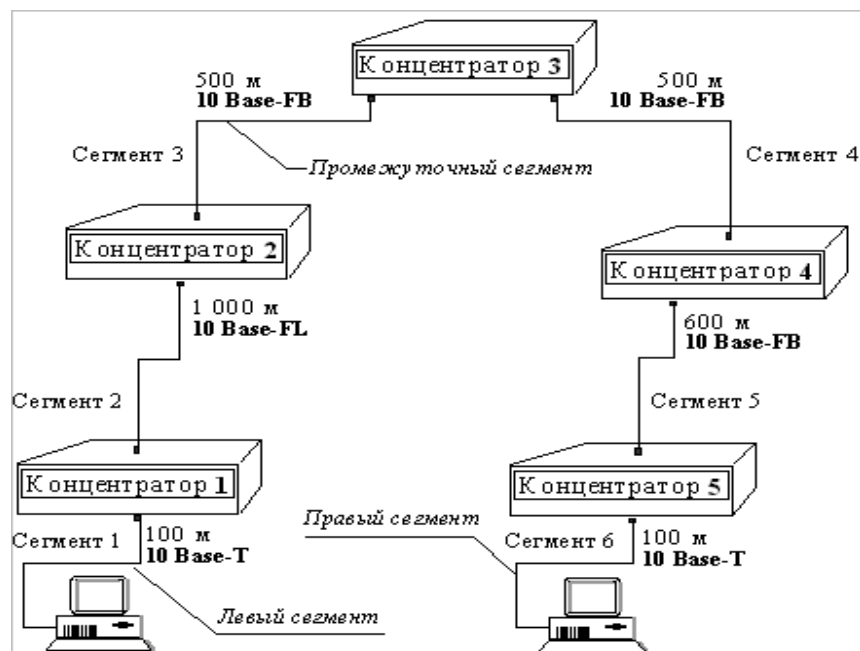 Концентратор 3
500 м
10 Base-FB
500 м
10 Base-FB
Сегмент 3
Промежуточный сегмент
Сегмент 4
Концентратор 2
Концентратор 4
1 000 м
10 Base-FL
600 м
10 Base-FB
Сегмент 2
Сегмент 5
Концентратор 1
Концентратор 5
Сегмент 1
100 м
10 Base-T
Правый сегмент
Сегмент 6
100 м
10 Base-T
Левый сегмент